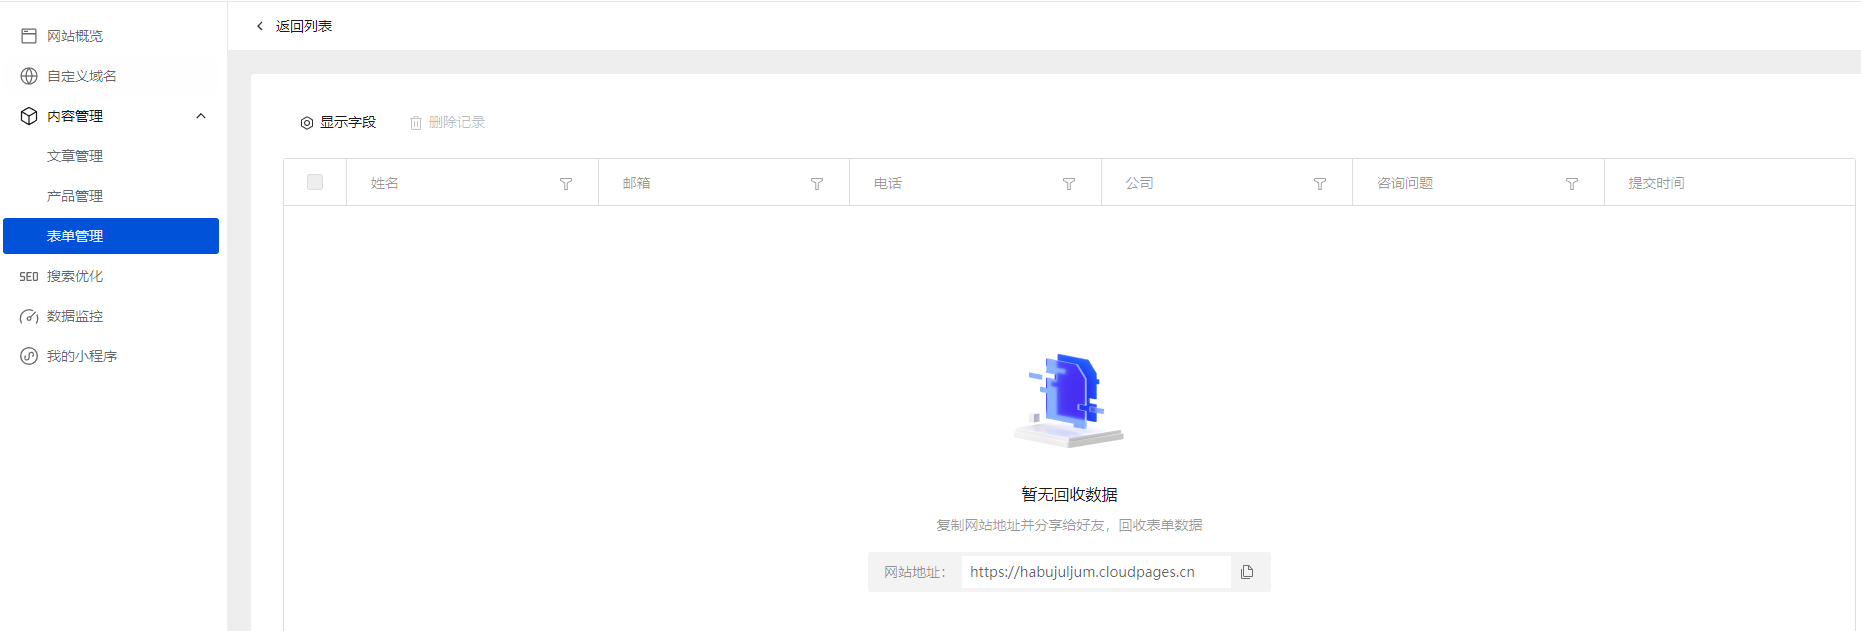 网站概览
自定义域名
内容管理
文章管理
产品管理
表单管理
SEO 搜索优化
数据监控
我的小程序
返回列表
显示字段 删除记录
姓名 邮箱 电话 公司 咨询问题 提交时间
暂无回收数据
复制网站地址并分享给好友，回收表单数据
网站地址： https://habujuljum.cloudpages.cn